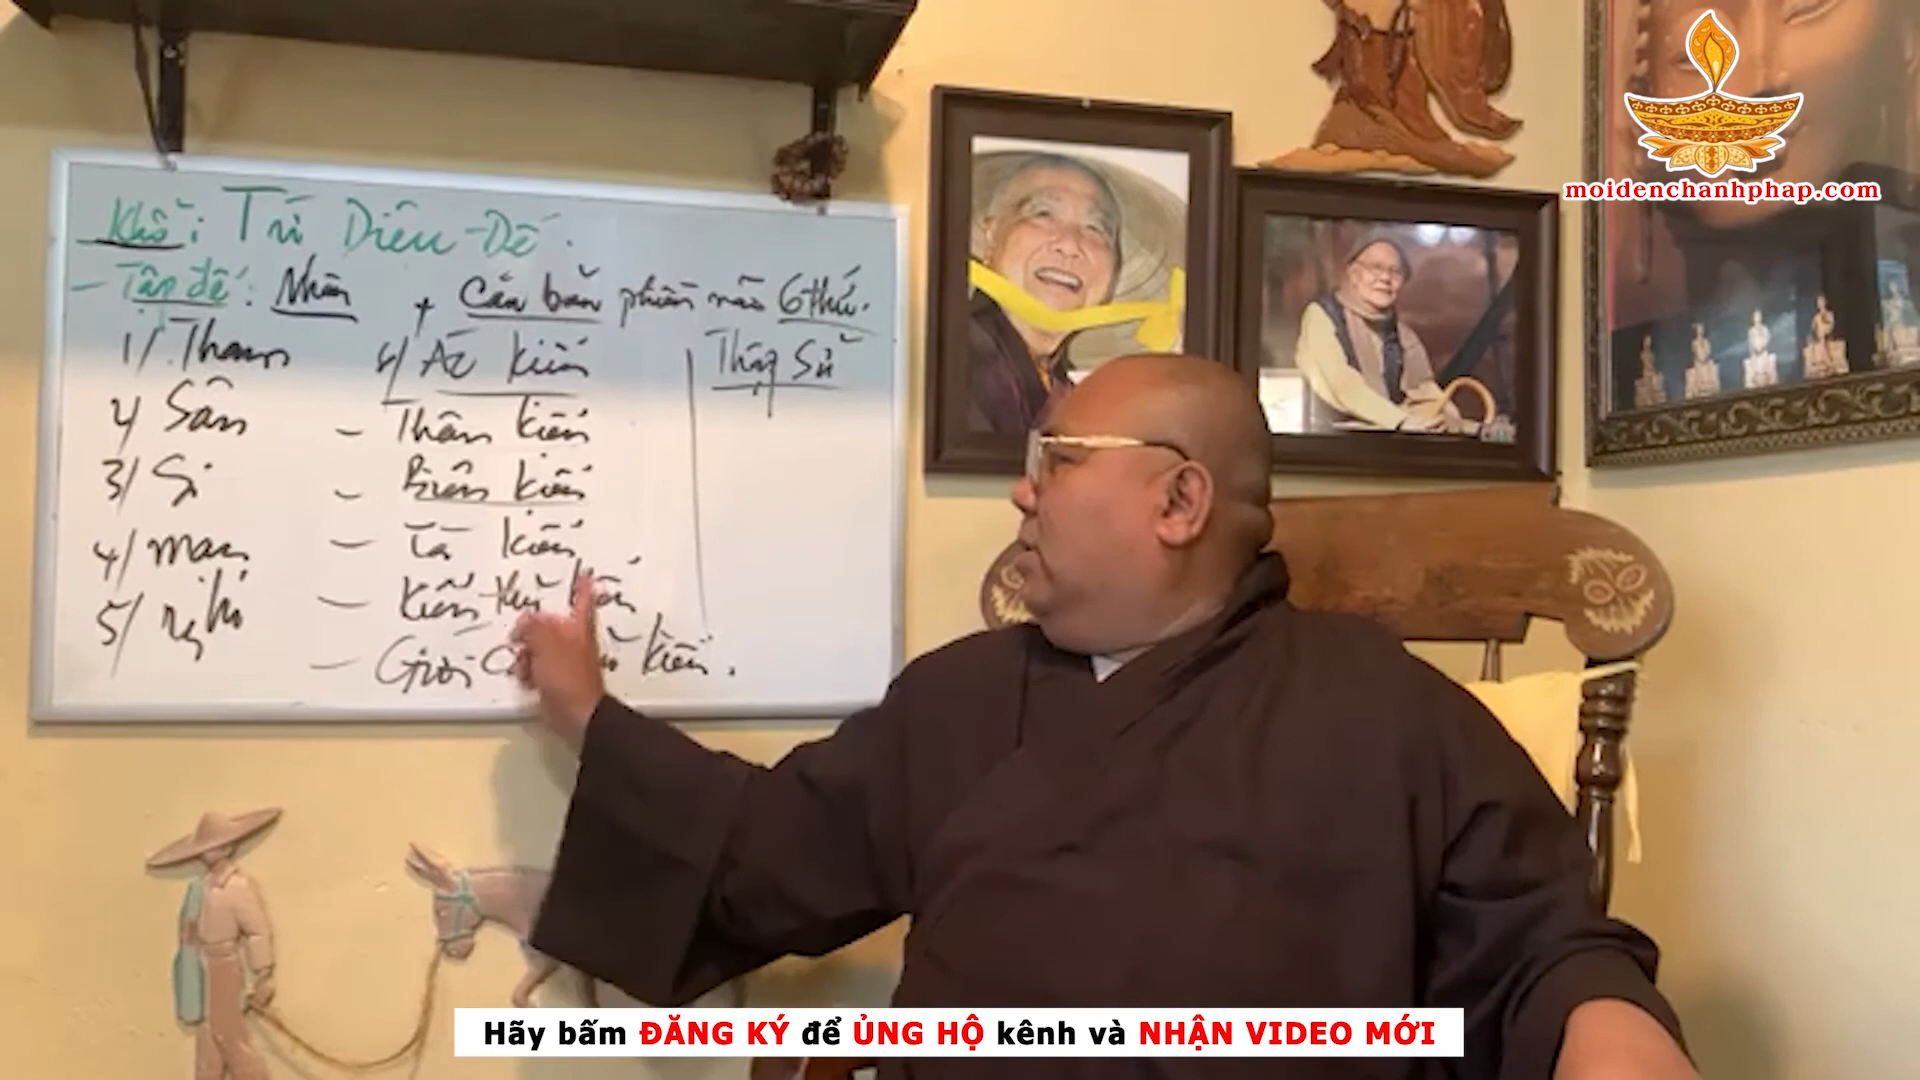 Khổ: Tứ Diệu Đế.
- Tập đế: Nhân + Căn bản phiền não 6 thứ.
1/ Tham
2/ Sân
3/ Si
4/ mạn
5/ nghi
6/ Ác kiến
- Thân kiến
- Biên kiến
- Tà kiến
- Kiến thủ kiến
- Giới kiến.
Thập Sử
moidenchanhphap.com
Hãy bấm ĐĂNG KÝ để ỦNG HỘ kênh và NHẬN VIDEO MỚI